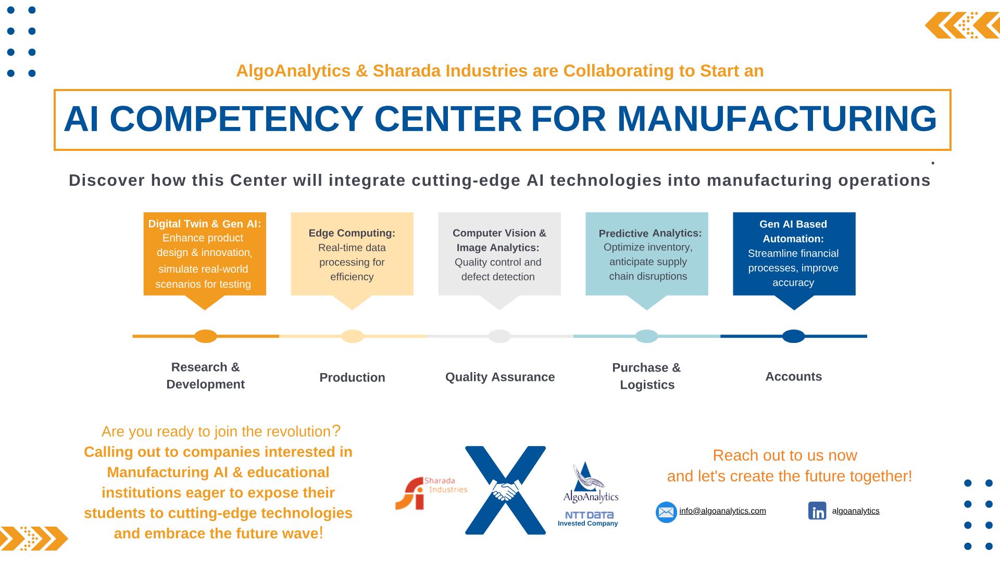 AlgoAnalytics & Sharada Industries are Collaborating to Start an
AI COMPETENCY CENTER FOR MANUFACTURING
.
Discover how this Center will integrate cutting-edge AI technologies into manufacturing operations
Digital Twin & Gen AI:
Enhance product
design & innovation,
simulate real-world
scenarios for testing
Edge Computing:
Real-time data
processing for
efficiency
Computer Vision &
Image Analytics:
Quality control and
defect detection
Predictive Analytics:
Optimize inventory,
anticipate supply
chain disruptions
Gen AI Based
Automation:
Streamline financial
processes, improve
accuracy
Research &
Development
Production
Quality Assurance
Purchase &
Logistics
Accounts
Are you ready to join the revolution?
Calling out to companies interested in
Manufacturing AI & educational
institutions eager to expose their
students to cutting-edge technologies
and embrace the future wave!
Sharada
Industries
AlgoAnalytics
NTT DATA
Invested Company
Reach out to us now
and let's create the future together!
info@algoanalytics.com
in
algoanalytics